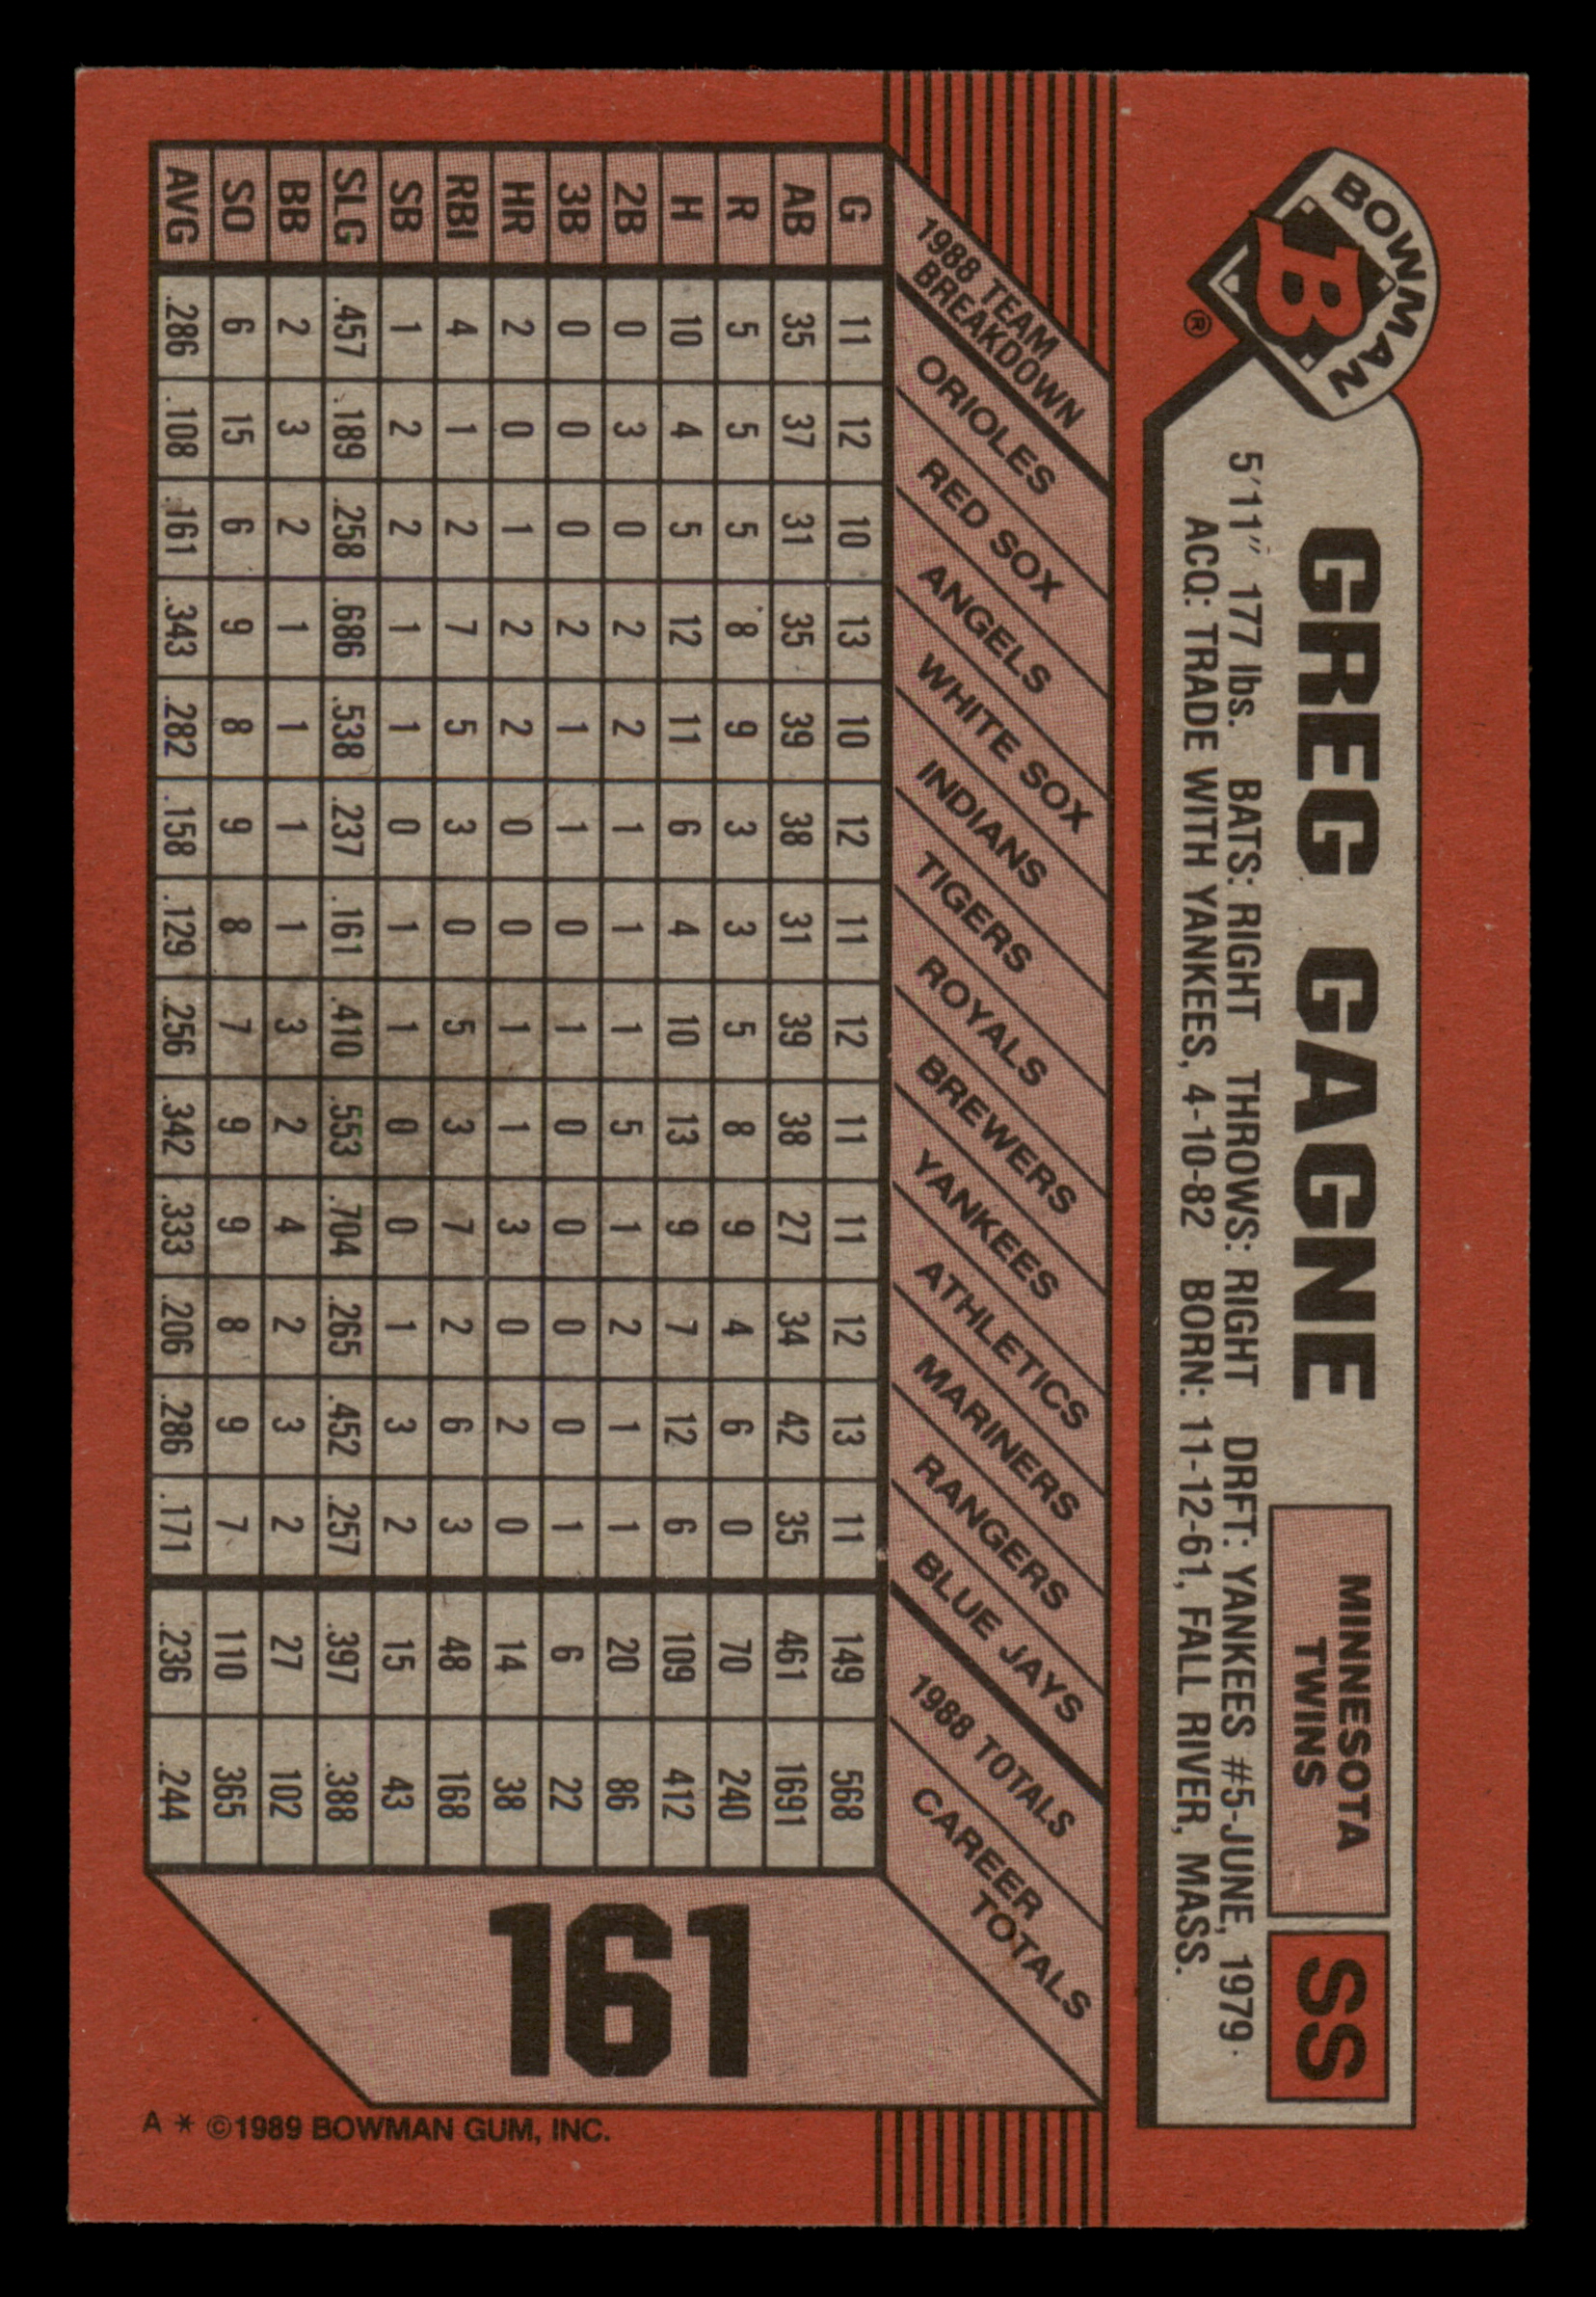 BOWMAN
B
®
GREG GAGNE
MINNESOTA
TWINS
SS
5'11" 177 lbs. BATS: RIGHT THROWS: RIGHT DRFT: YANKEES #5-JUNE, 1979.
ACQ: TRADE WITH YANKEES, 4-10-82 BORN: 11-12-61, FALL RIVER, MASS.
1988 TEAM
BREAKDOWN
ORIOLES
RED SOX
ANGELS
WHITE SOX
INDIANS
TIGERS
ROYALS
BREWERS
YANKEES
ATHLETICS
MARINERS
RANGERS
BLUE JAYS
1988 TOTALS
CAREER
TOTALS
G 11 12 10 13 10 12 11 12 11 11 12 13 11 149 568
AB 35 37 31 35 39 38 31 39 38 27 34 42 35 461 1691
R 5 5 5 8 9 3 3 5 8 9 4 6 0 70 240
H 10 4 5 12 11 6 4 10 13 9 7 12 6 109 412
2B 0 3 0 2 2 1 1 1 5 1 2 1 1 20 86
3B 0 0 0 2 1 1 0 1 0 0 0 0 1 6 22
HR 2 0 1 2 2 0 0 1 1 3 0 2 0 14 38
RBI 4 1 2 7 5 3 0 5 3 7 2 6 3 48 168
SB 1 2 2 1 1 0 1 1 0 0 1 3 2 15 43
SLG .457 .189 .258 .686 .538 .237 .161 .410 .553 .704 .265 .452 .257 .397 .388
BB 2 3 2 1 1 1 1 3 2 4 2 3 2 27 102
SO 6 15 6 9 8 9 8 7 9 9 8 9 7 110 365
AVG .286 .108 .161 .343 .282 .158 .129 .256 .342 .333 .206 .286 .171 .236 .244
161
A * ©1989 BOWMAN GUM, INC.